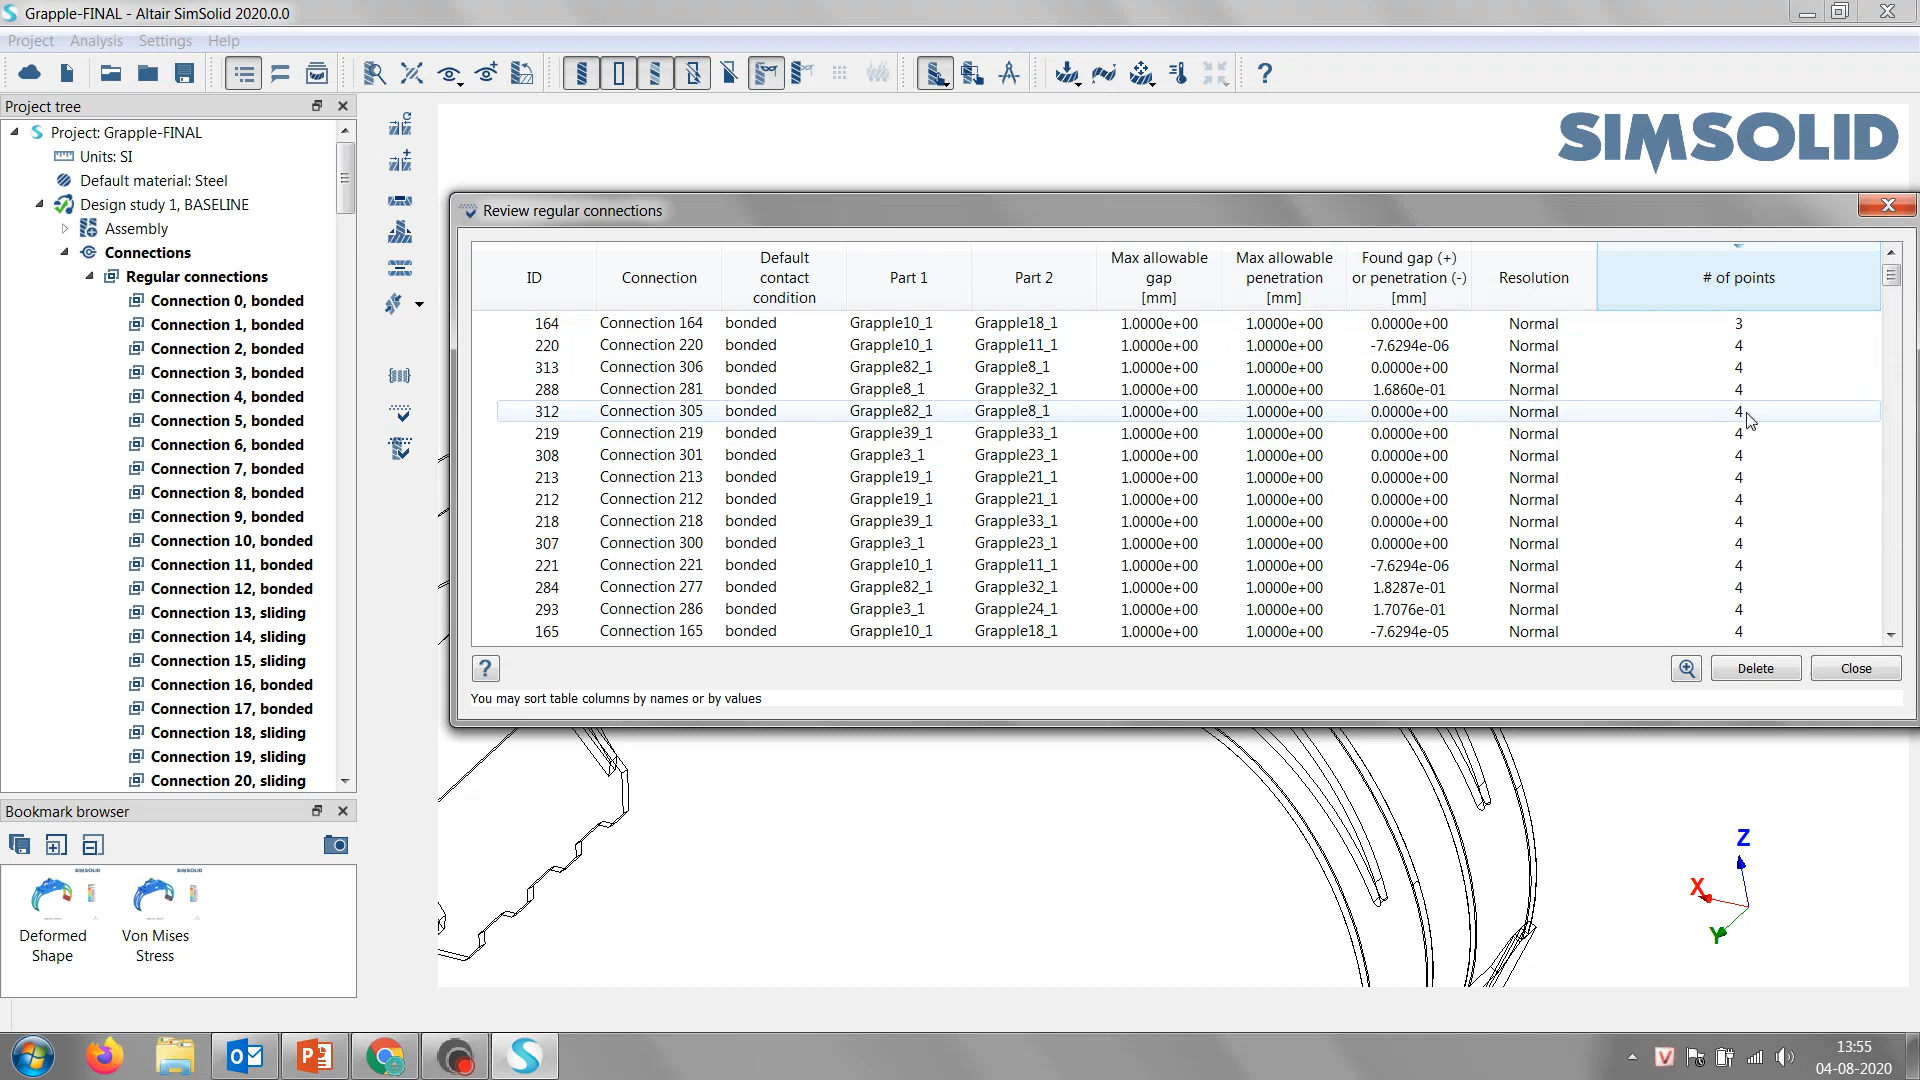 Grapple-FINAL - Altair SimSolid 2020.0.0
Project Analysis Settings Help
Project tree
Project: Grapple-FINAL
Units: SI
Default material: Steel
Design study 1, BASELINE
Assembly
Connections
Regular connections
Connection 0, bonded
Connection 1, bonded
Connection 2, bonded
Connection 3, bonded
Connection 4, bonded
Connection 5, bonded
Connection 6, bonded
Connection 7, bonded
Connection 8, bonded
Connection 9, bonded
Connection 10, bonded
Connection 11, bonded
Connection 12, bonded
Connection 13, sliding
Connection 14, sliding
Connection 15, sliding
Connection 16, bonded
Connection 17, bonded
Connection 18, sliding
Connection 19, sliding
Connection 20, sliding
Bookmark browser
Deformed Shape
Von Mises Stress
SIMSOLID
Review regular connections
ID Connection Default contact condition Part 1 Part 2 Max allowable gap [mm] Max allowable penetration [mm] Found gap (+) or penetration (-) [mm] Resolution # of points
164 Connection 164 bonded Grapple10_1 Grapple18_1 1.0000e+00 1.0000e+00 0.0000e+00 Normal 3
220 Connection 220 bonded Grapple10_1 Grapple11_1 1.0000e+00 1.0000e+00 -7.6294e-06 Normal 4
313 Connection 306 bonded Grapple82_1 Grapple8_1 1.0000e+00 1.0000e+00 0.0000e+00 Normal 4
288 Connection 281 bonded Grapple8_1 Grapple32_1 1.0000e+00 1.0000e+00 1.6860e-01 Normal 4
312 Connection 305 bonded Grapple82_1 Grapple8_1 1.0000e+00 1.0000e+00 0.0000e+00 Normal 4
219 Connection 219 bonded Grapple39_1 Grapple33_1 1.0000e+00 1.0000e+00 0.0000e+00 Normal 4
308 Connection 301 bonded Grapple3_1 Grapple23_1 1.0000e+00 1.0000e+00 0.0000e+00 Normal 4
213 Connection 213 bonded Grapple19_1 Grapple21_1 1.0000e+00 1.0000e+00 0.0000e+00 Normal 4
212 Connection 212 bonded Grapple19_1 Grapple21_1 1.0000e+00 1.0000e+00 0.0000e+00 Normal 4
218 Connection 218 bonded Grapple39_1 Grapple33_1 1.0000e+00 1.0000e+00 0.0000e+00 Normal 4
307 Connection 300 bonded Grapple3_1 Grapple23_1 1.0000e+00 1.0000e+00 0.0000e+00 Normal 4
221 Connection 221 bonded Grapple10_1 Grapple11_1 1.0000e+00 1.0000e+00 -7.6294e-06 Normal 4
284 Connection 277 bonded Grapple82_1 Grapple32_1 1.0000e+00 1.0000e+00 1.8287e-01 Normal 4
293 Connection 286 bonded Grapple3_1 Grapple24_1 1.0000e+00 1.0000e+00 1.7076e-01 Normal 4
165 Connection 165 bonded Grapple10_1 Grapple18_1 1.0000e+00 1.0000e+00 -7.6294e-05 Normal 4
? Delete Close
You may sort table columns by names or by values
Z
X
Y
13:55
04-08-2020